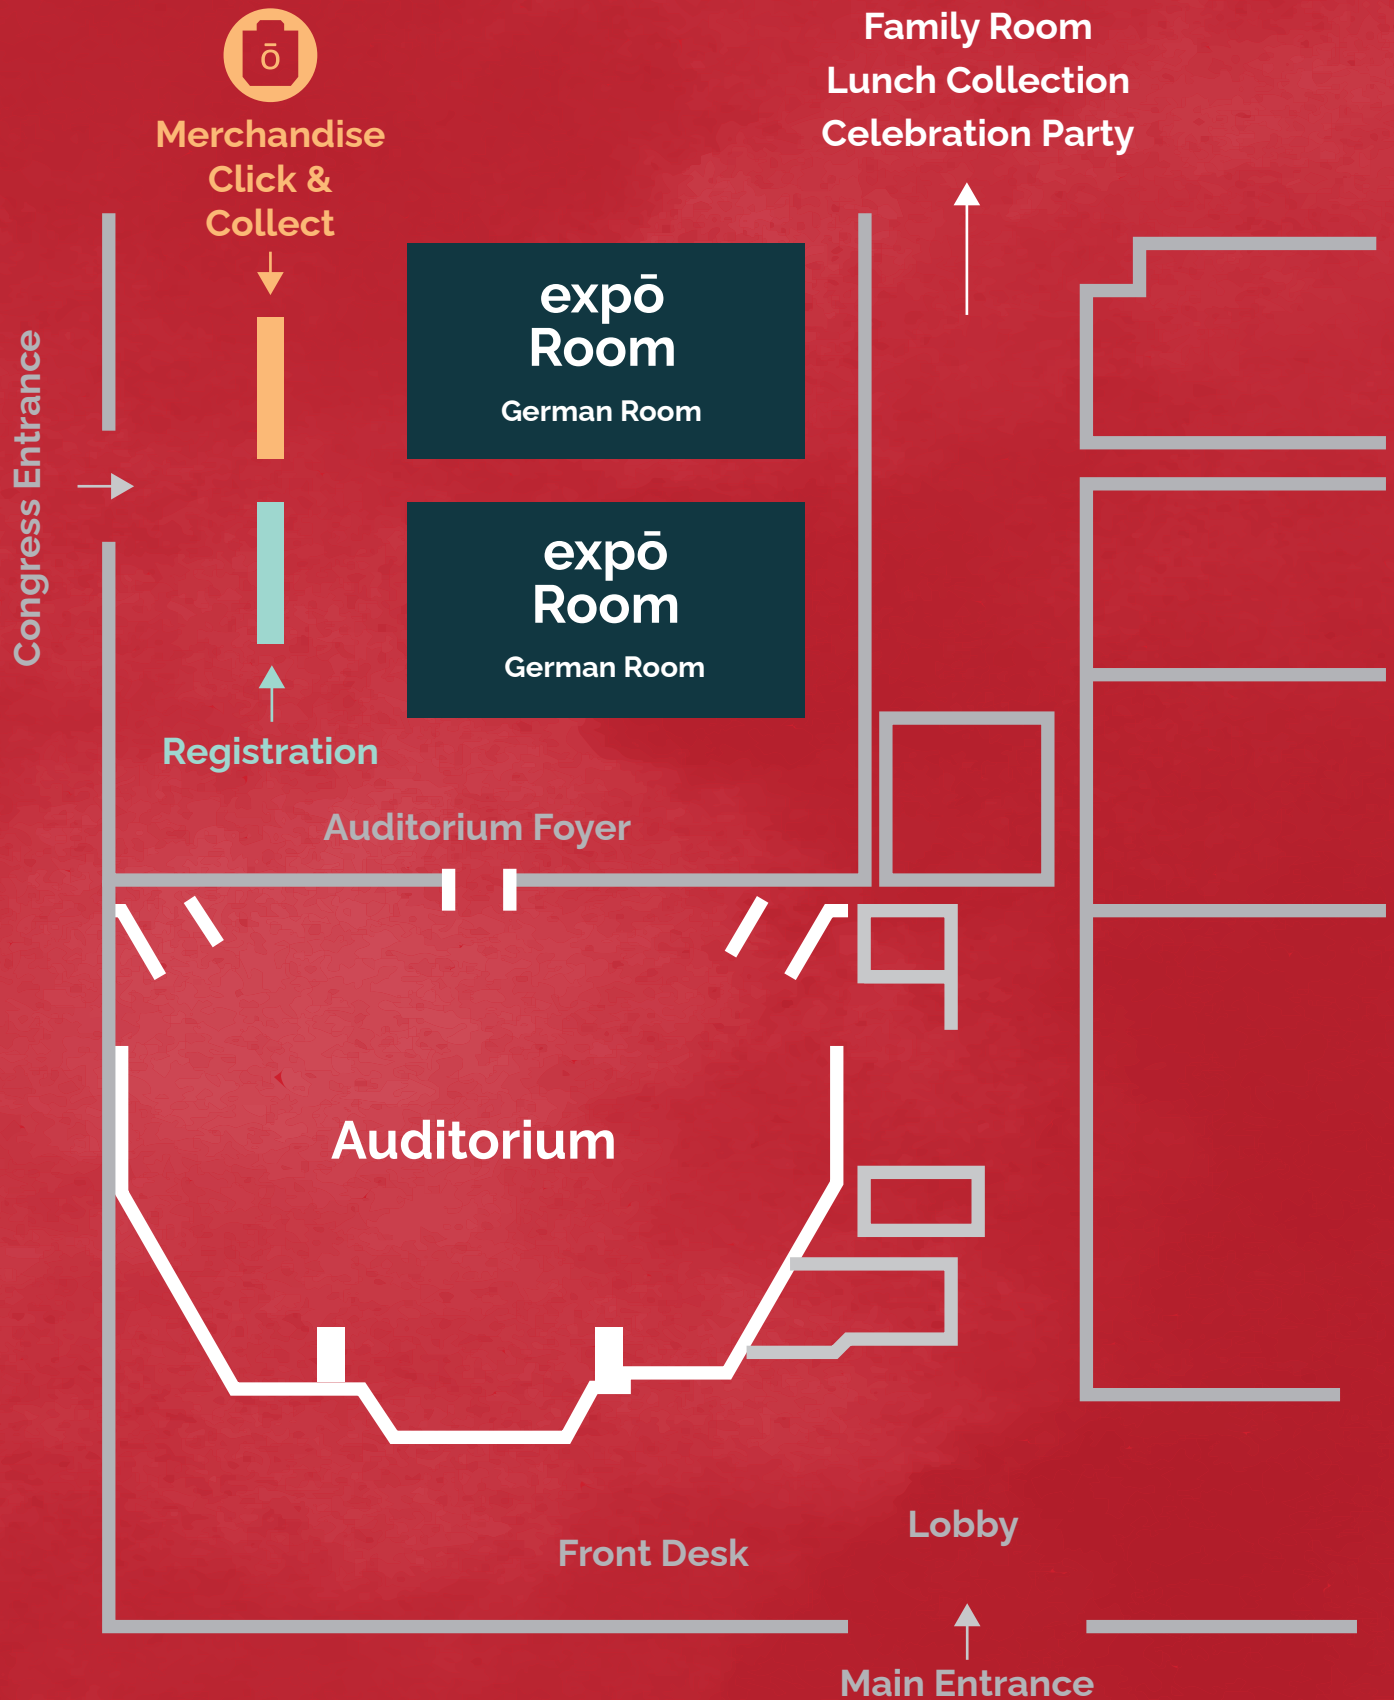 ō
Merchandise
Click &
Collect
Family Room
Lunch Collection
Celebration Party
Congress Entrance
expō
Room
German Room
expō
Room
German Room
Registration
Auditorium Foyer
Auditorium
Front Desk
Lobby
Main Entrance